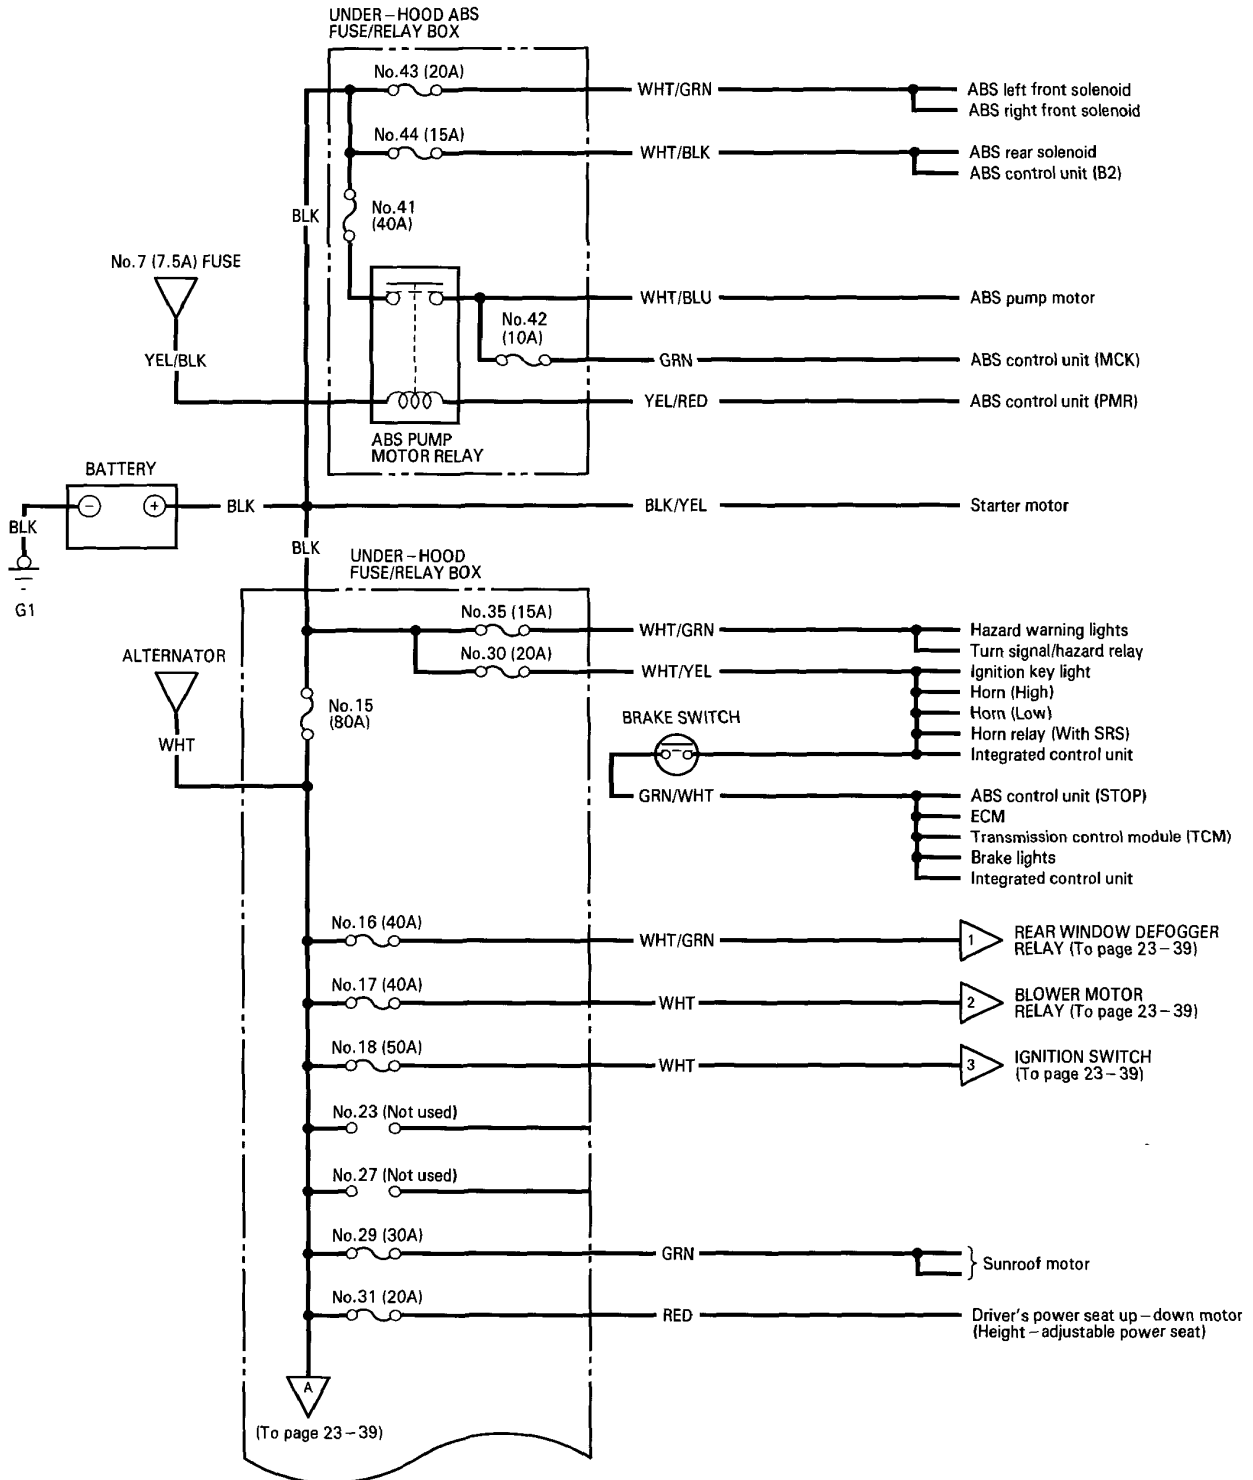 UNDER-HOOD ABS
FUSE/RELAY BOX
No.43 (20A)
WHT/GRN
ABS left front solenoid
ABS right front solenoid
No.44 (15A)
WHT/BLK
ABS rear solenoid
ABS control unit (B2)
BLK
No.41
(40A)
No.7 (7.5A) FUSE
YEL/BLK
WHT/BLU
ABS pump motor
No.42
(10A)
GRN
ABS control unit (MCK)
YEL/RED
ABS control unit (PMR)
ABS PUMP
MOTOR RELAY
BATTERY
−
+
BLK
BLK
G1
BLK/YEL
Starter motor
BLK
UNDER-HOOD
FUSE/RELAY BOX
No.35 (15A)
WHT/GRN
Hazard warning lights
Turn signal/hazard relay
No.30 (20A)
WHT/YEL
Ignition key light
Horn (High)
Horn (Low)
Horn relay (With SRS)
Integrated control unit
ALTERNATOR
WHT
No.15
(80A)
BRAKE SWITCH
GRN/WHT
ABS control unit (STOP)
ECM
Transmission control module (TCM)
Brake lights
Integrated control unit
No.16 (40A)
WHT/GRN
1
REAR WINDOW DEFOGGER
RELAY (To page 23-39)
No.17 (40A)
WHT
2
BLOWER MOTOR
RELAY (To page 23-39)
No.18 (50A)
WHT
3
IGNITION SWITCH
(To page 23-39)
No.23 (Not used)
No.27 (Not used)
No.29 (30A)
GRN
Sunroof motor
No.31 (20A)
RED
Driver's power seat up-down motor
(Height-adjustable power seat)
A
(To page 23-39)